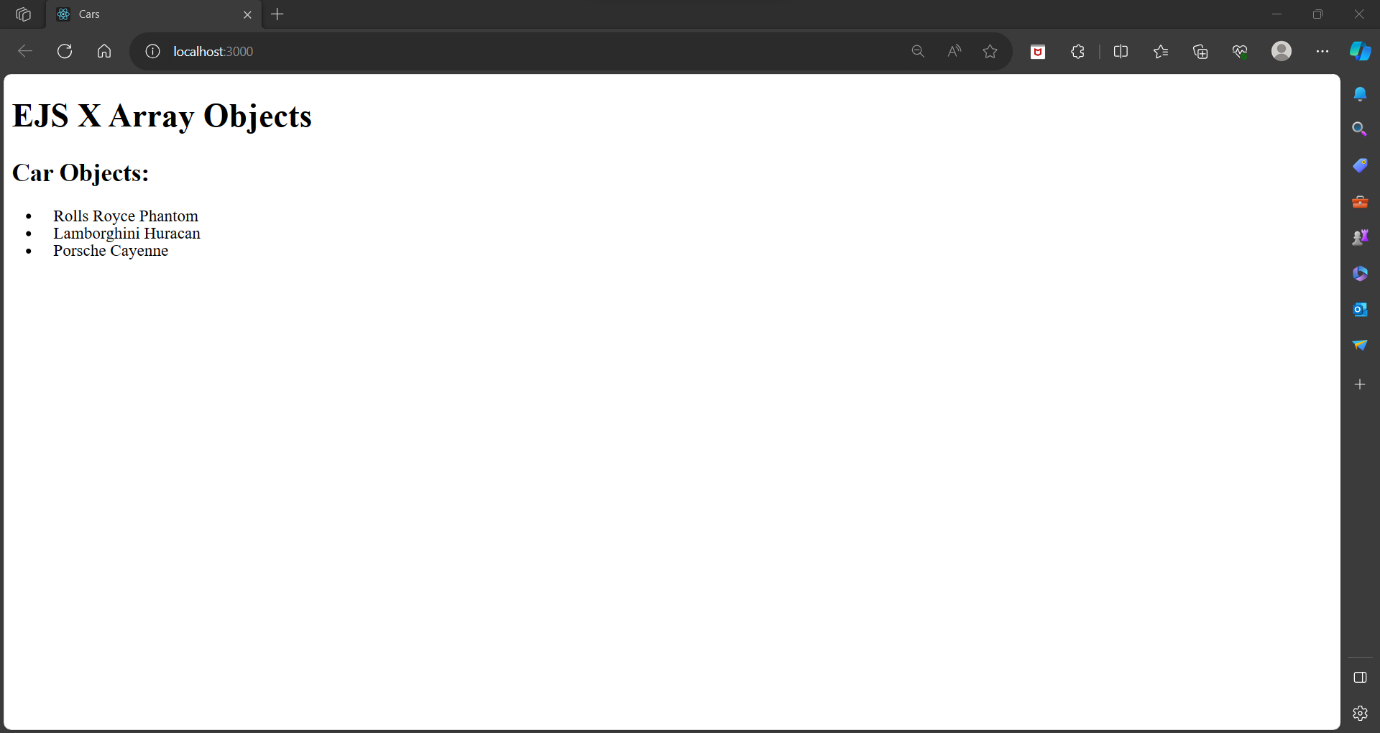 Cars
localhost:3000
EJS X Array Objects
Car Objects:
Rolls Royce Phantom
Lamborghini Huracan
Porsche Cayenne